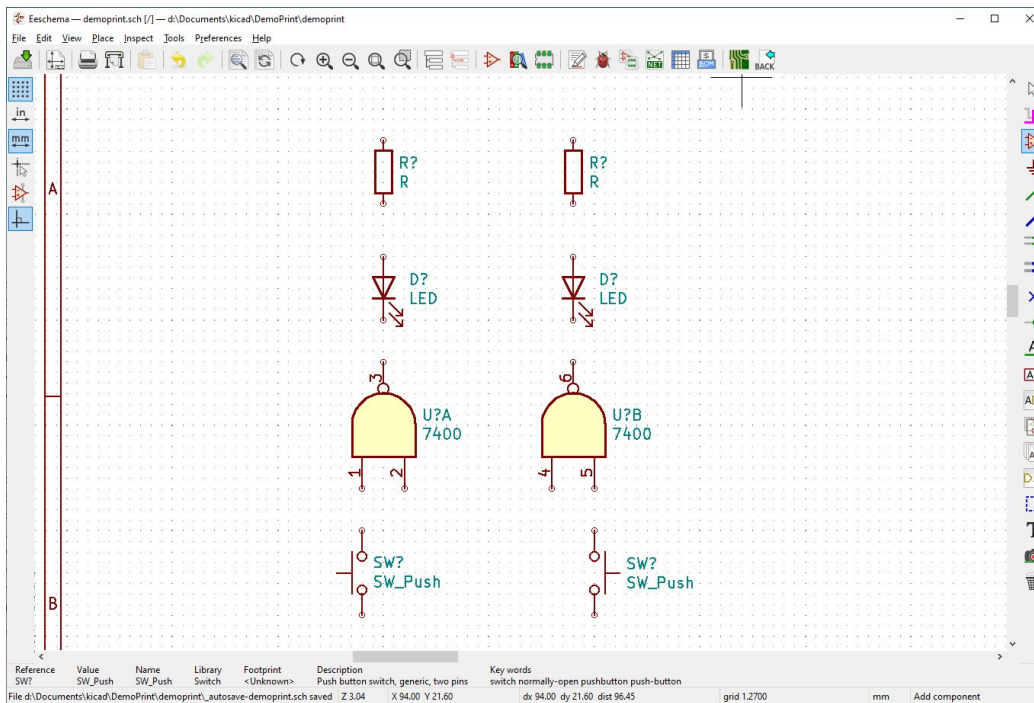 Eeschema — demoprint.sch [/] — d:\Documents\kicad\DemoPrint\demoprint
File Edit View Place Inspect Tools Preferences Help
NET
BOM
BACK
in
mm
A
B
R?
R
R?
R
D?
LED
D?
LED
3
U?A
7400
1
2
6
U?B
7400
4
5
SW?
SW_Push
SW?
SW_Push
Reference Value Name Library Footprint Description Key words
SW? SW_Push SW_Push Switch <Unknown> Push button switch, generic, two pins switch normally-open pushbutton push-button
File d:\Documents\kicad\DemoPrint\demoprint\_autosave-demoprint.sch saved Z 3.04 X 94.00 Y 21.60 dx 94.00 dy 21.60 dist 96.45 grid 1.2700 mm Add component